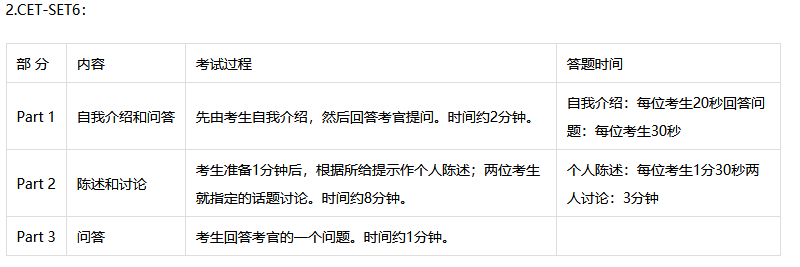 2.CET-SET6：
部 分 内容 考试过程 答题时间
Part 1 自我介绍和问答 先由考生自我介绍，然后回答考官提问。时间约2分钟。 自我介绍：每位考生20秒回答问
题：每位考生30秒
Part 2 陈述和讨论 考生准备1分钟后，根据所给提示作个人陈述；两位考生
就指定的话题讨论。时间约8分钟。 个人陈述：每位考生1分30秒两
人讨论：3分钟
Part 3 问答 考生回答考官的一个问题。时间约1分钟。